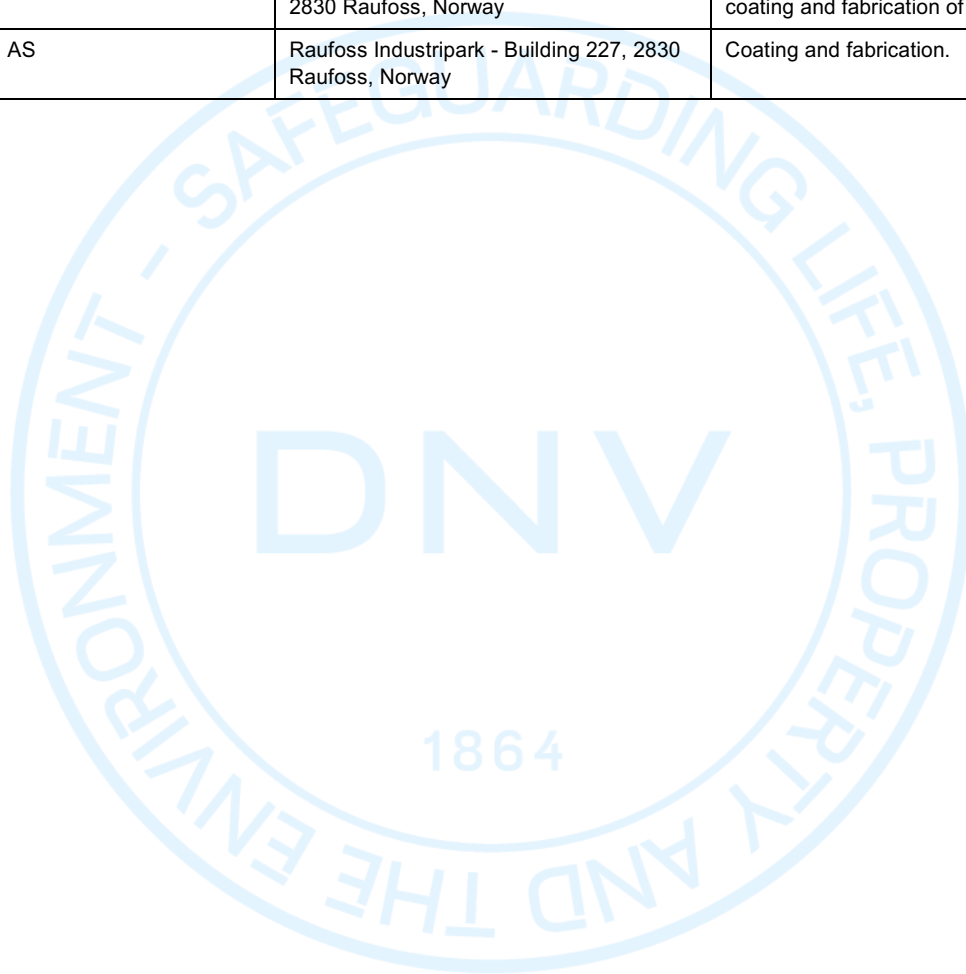 2830 Raufoss, Norway
coating and fabrication of
AS
Raufoss Industripark - Building 227, 2830
Raufoss, Norway
Coating and fabrication.
SAFEGUARDING LIFE, PROPERTY AND THE ENVIRONMENT -
DNV
1864